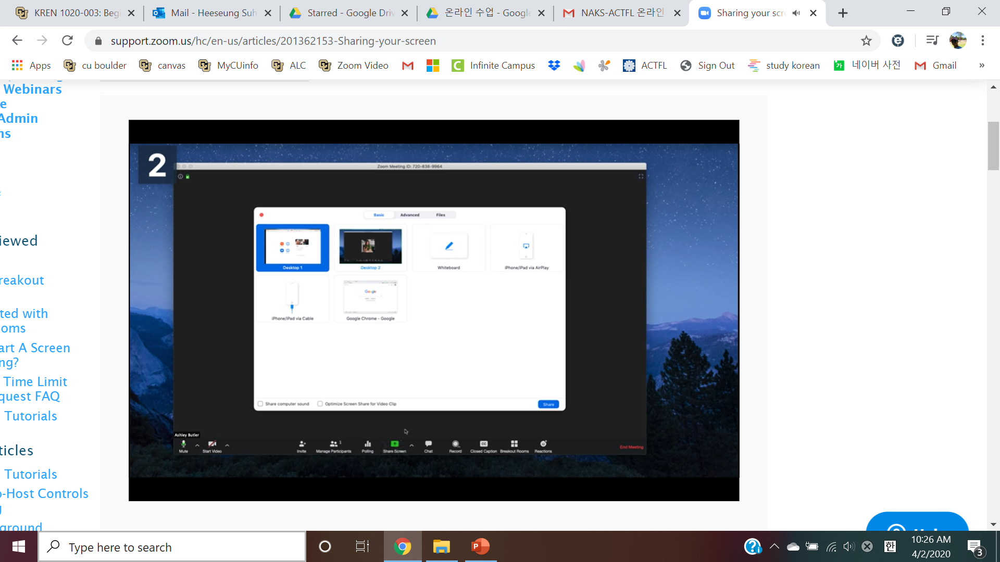 KREN 1020-003: Begi
Mail - Heeseung Suh
Starred - Google Driv
온라인 수업 - Google
NAKS-ACTFL 온라인
Sharing your scr
support.zoom.us/hc/en-us/articles/201362153-Sharing-your-screen
Apps
cu boulder
canvas
MyCUinfo
ALC
Zoom Video
Infinite Campus
ACTFL
Sign Out
study korean
네이버 사전
Gmail
»
Webinars
e
Admin
ns
iewed
reakout
ted with
oms
art A Screen
ng?
Time Limit
quest FAQ
Tutorials
ticles
Tutorials
o-Host Controls
g
ground
2
Zoom Meeting ID: 720-838-9964
Basic
Advanced
Files
Desktop 1
Desktop 2
Whiteboard
iPhone/iPad via AirPlay
iPhone/iPad via Cable
Google
Google Chrome - Google
Share computer sound
Optimize Screen Share for Video Clip
Share
Ashley Butler
Mute
Start Video
Invite
1
Manage Participants
Polling
Share Screen
Chat
Record
CC
Closed Caption
Breakout Rooms
Reactions
End Meeting
Type here to search
한
10:26 AM
4/2/2020
3